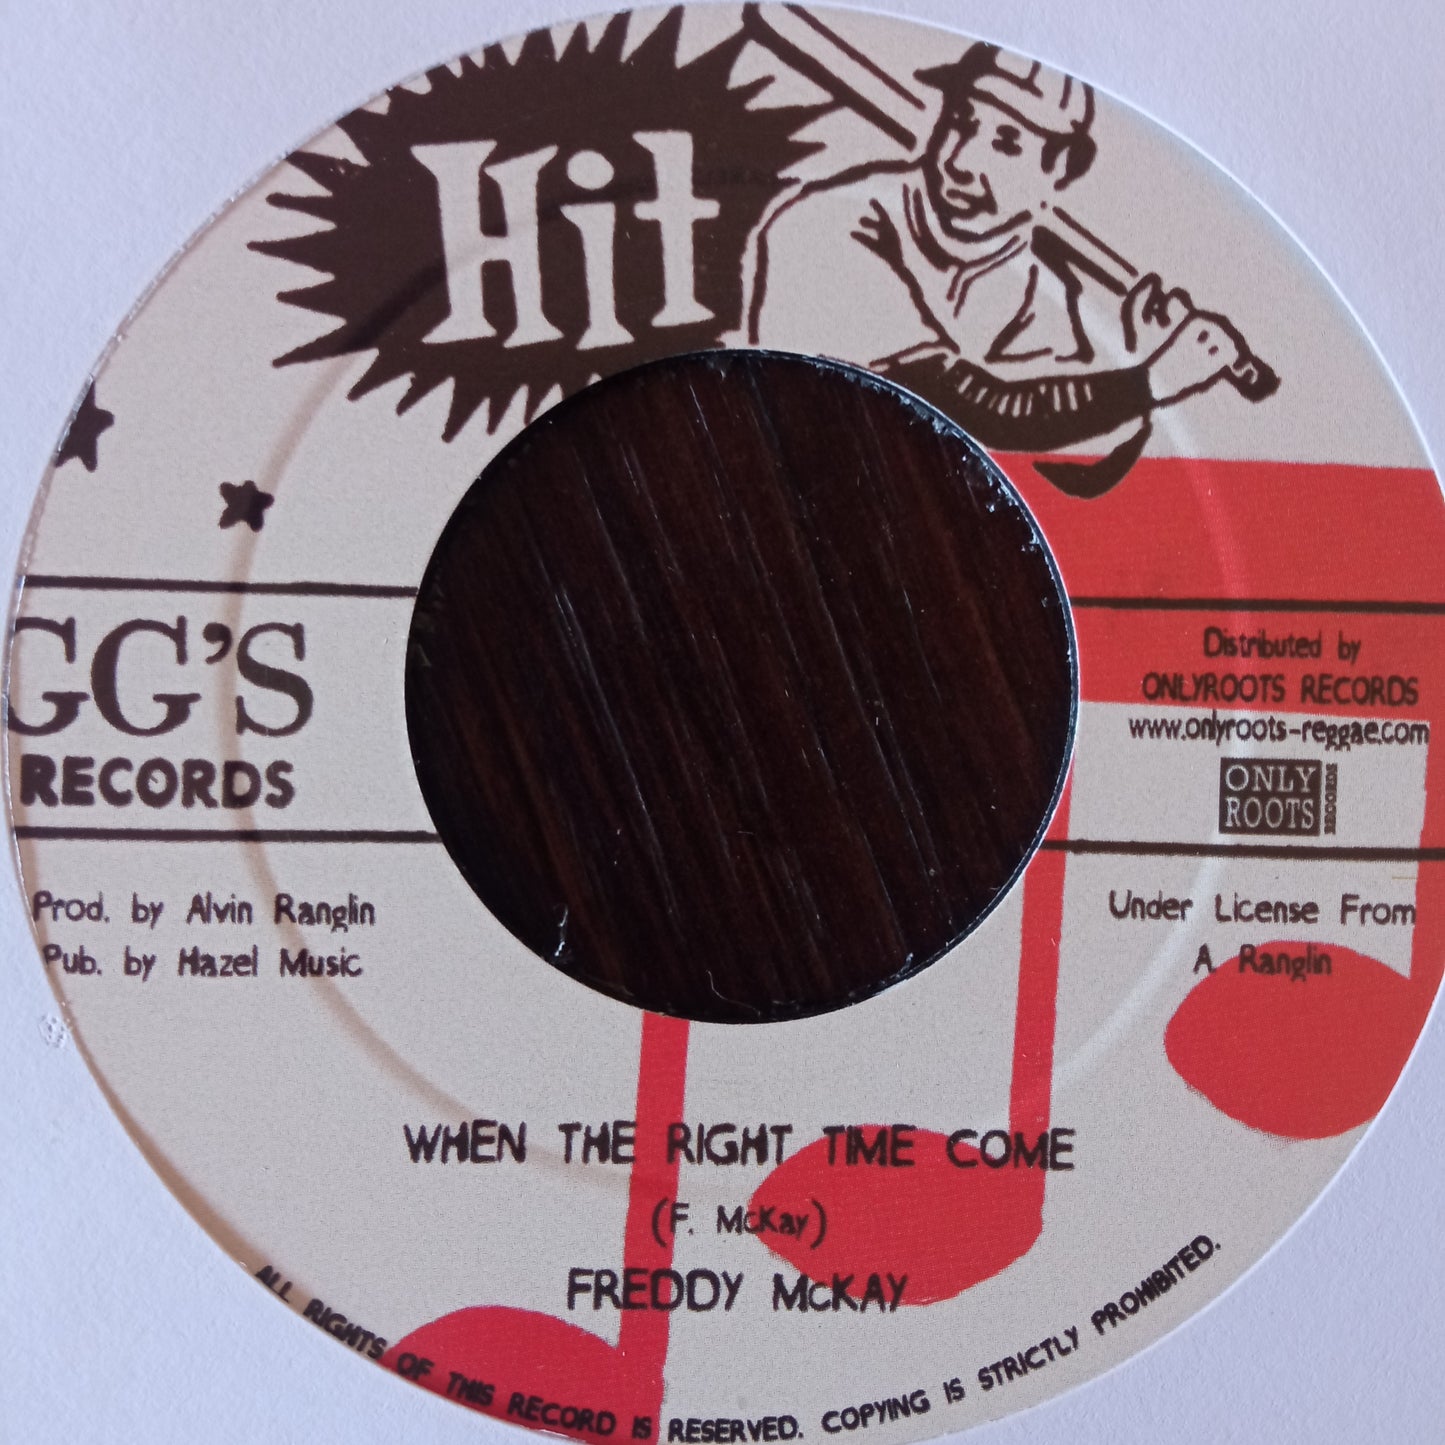 Hit
GG'S
RECORDS
Distributed by
ONLYROOTS RECORDS
www.onlyroots-reggae.com
ONLY
ROOTS
RECORDS
Prod. by Alvin Ranglin
Pub. by Hazel Music
Under License From
A. Ranglin
WHEN THE RIGHT TIME COME
(F. McKay)
FREDDY McKAY
ALL RIGHTS OF THIS RECORD IS RESERVED. COPYING IS STRICTLY PROHIBITED.